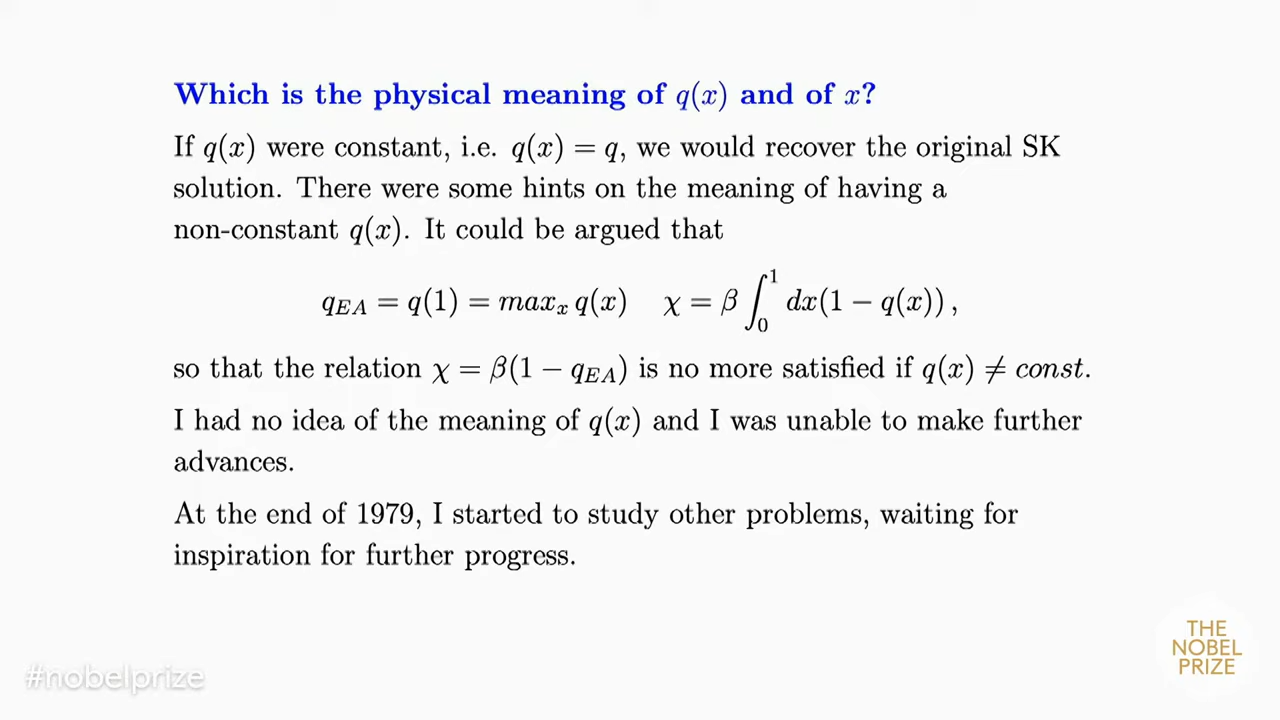 Which is the physical meaning of q(x) and of x?
If q(x) were constant, i.e. q(x) = q, we would recover the original SK
solution. There were some hints on the meaning of having a
non-constant q(x). It could be argued that
q_{EA} = q(1) = max_x q(x)   χ = β ∫_0^1 dx(1 − q(x)) ,
so that the relation χ = β(1 − q_{EA}) is no more satisfied if q(x) ≠ const.
I had no idea of the meaning of q(x) and I was unable to make further
advances.
At the end of 1979, I started to study other problems, waiting for
inspiration for further progress.
#nobelprize
THE
NOBEL
PRIZE